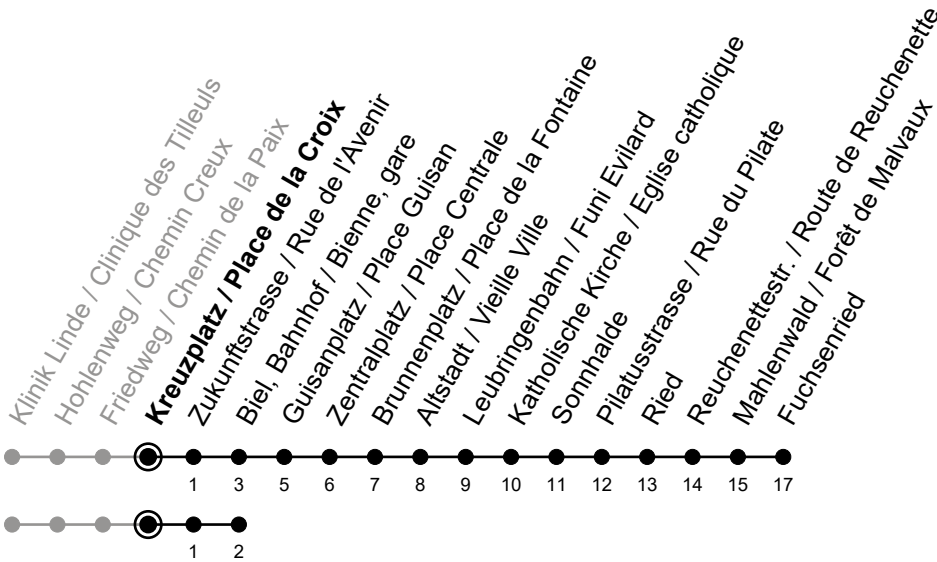 Klinik Linde / Clinique des Tilleuls
Hohlenweg / Chemin Creux
Friedweg / Chemin de la Paix
Kreuzplatz / Place de la Croix
Zukunftstrasse / Rue de l'Avenir
Biel, Bahnhof / Bienne, gare
Guisanplatz / Place Guisan
Zentralplatz / Place Centrale
Brunnenplatz / Place de la Fontaine
Altstadt / Vieille Ville
Leubringenbahn / Funi Evilard
Katholische Kirche / Eglise catholique
Sonnhalde
Pilatusstrasse / Rue du Pilate
Ried
Reuchenettestr. / Route de Reuchenette
Mahlenwald / Forêt de Malvaux
Fuchsenried
1 3 5 6 7 8 9 10 11 12 13 14 15 17
1 2